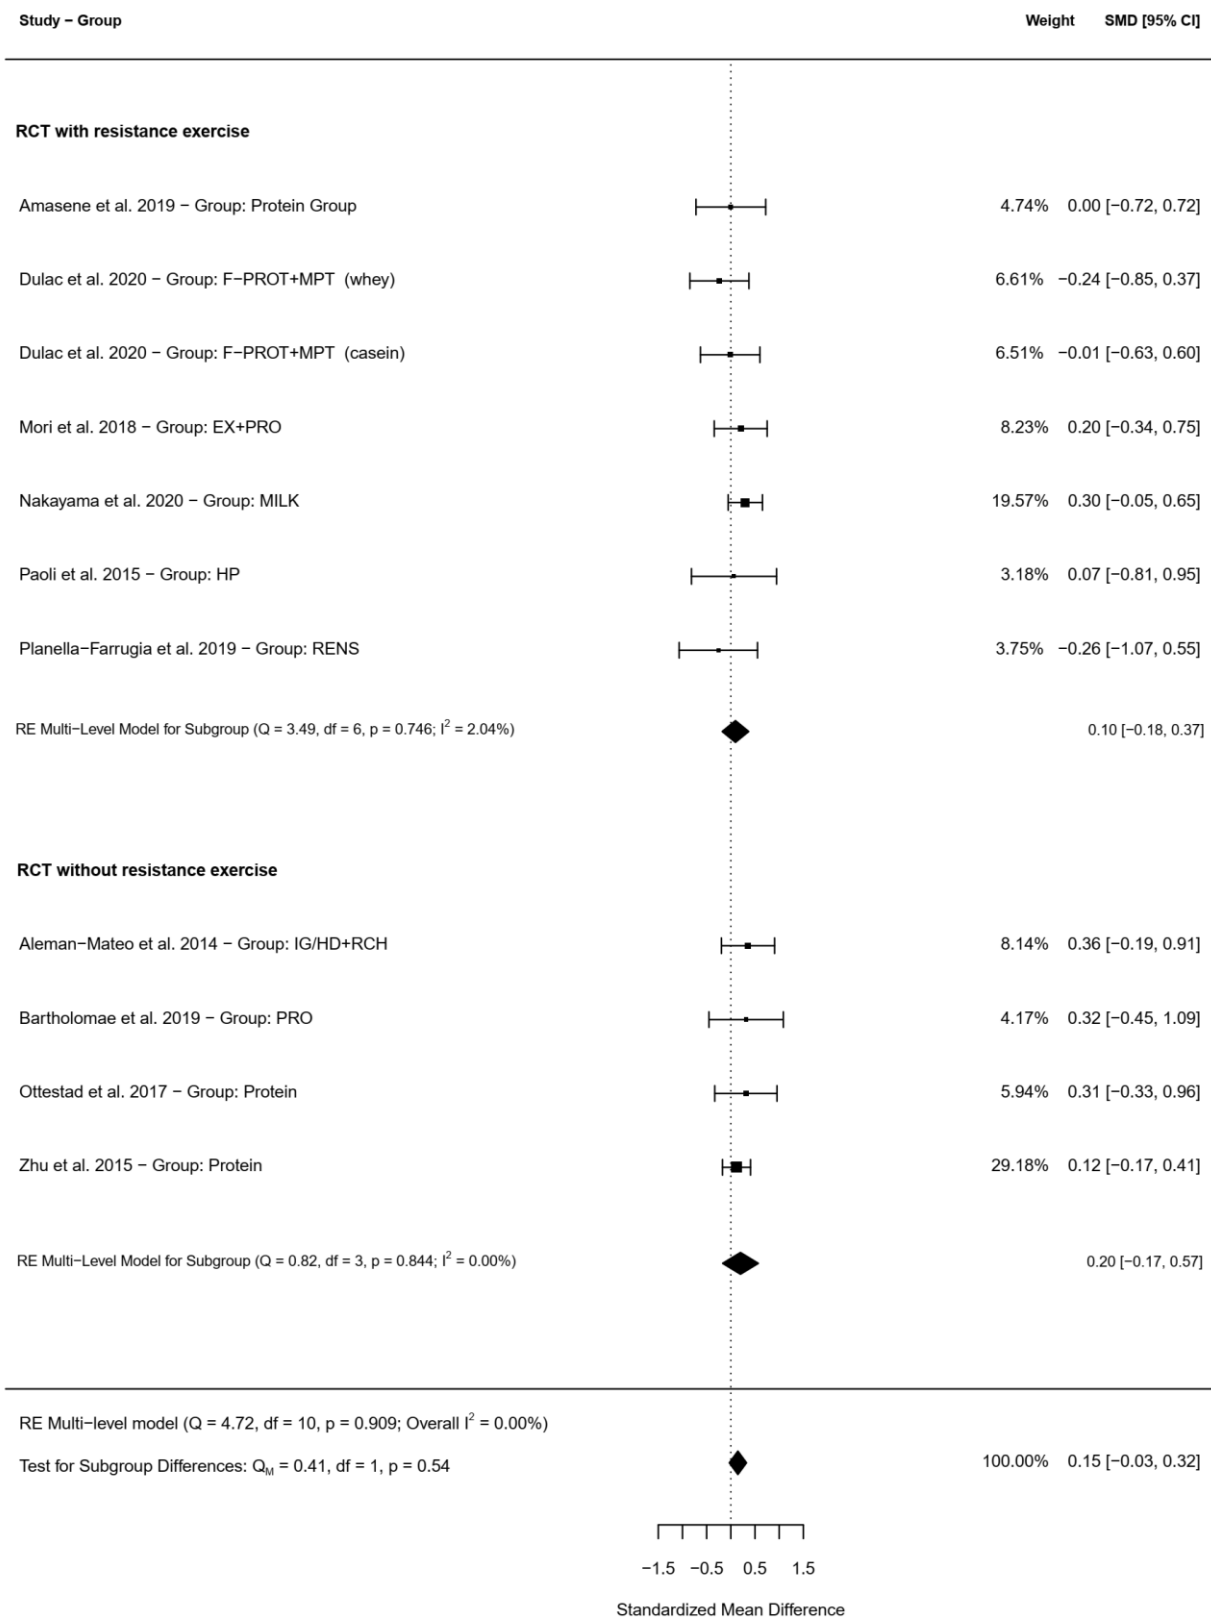 Study − Group Weight SMD [95% CI]
RCT with resistance exercise
Amasene et al. 2019 − Group: Protein Group 4.74% 0.00 [−0.72, 0.72]
Dulac et al. 2020 − Group: F−PROT+MPT (whey) 6.61% −0.24 [−0.85, 0.37]
Dulac et al. 2020 − Group: F−PROT+MPT (casein) 6.51% −0.01 [−0.63, 0.60]
Mori et al. 2018 − Group: EX+PRO 8.23% 0.20 [−0.34, 0.75]
Nakayama et al. 2020 − Group: MILK 19.57% 0.30 [−0.05, 0.65]
Paoli et al. 2015 − Group: HP 3.18% 0.07 [−0.81, 0.95]
Planella−Farrugia et al. 2019 − Group: RENS 3.75% −0.26 [−1.07, 0.55]
RE Multi−Level Model for Subgroup (Q = 3.49, df = 6, p = 0.746; I² = 2.04%) 0.10 [−0.18, 0.37]
RCT without resistance exercise
Aleman−Mateo et al. 2014 − Group: IG/HD+RCH 8.14% 0.36 [−0.19, 0.91]
Bartholomae et al. 2019 − Group: PRO 4.17% 0.32 [−0.45, 1.09]
Ottestad et al. 2017 − Group: Protein 5.94% 0.31 [−0.33, 0.96]
Zhu et al. 2015 − Group: Protein 29.18% 0.12 [−0.17, 0.41]
RE Multi−Level Model for Subgroup (Q = 0.82, df = 3, p = 0.844; I² = 0.00%) 0.20 [−0.17, 0.57]
RE Multi−level model (Q = 4.72, df = 10, p = 0.909; Overall I² = 0.00%)
Test for Subgroup Differences: Q_M = 0.41, df = 1, p = 0.54 100.00% 0.15 [−0.03, 0.32]
−1.5 −0.5 0.5 1.5
Standardized Mean Difference